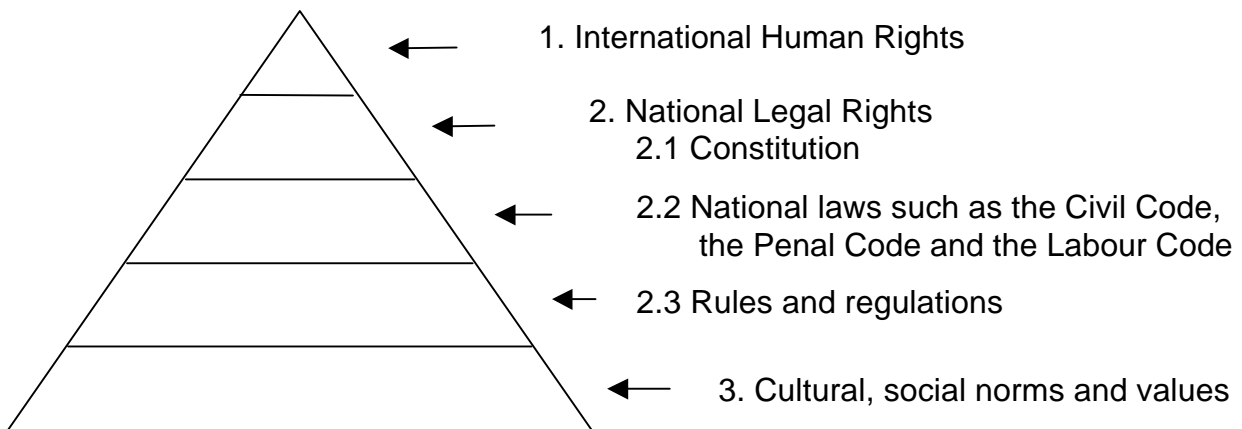 1. International Human Rights
2. National Legal Rights
2.1 Constitution
2.2 National laws such as the Civil Code,
the Penal Code and the Labour Code
2.3 Rules and regulations
3. Cultural, social norms and values